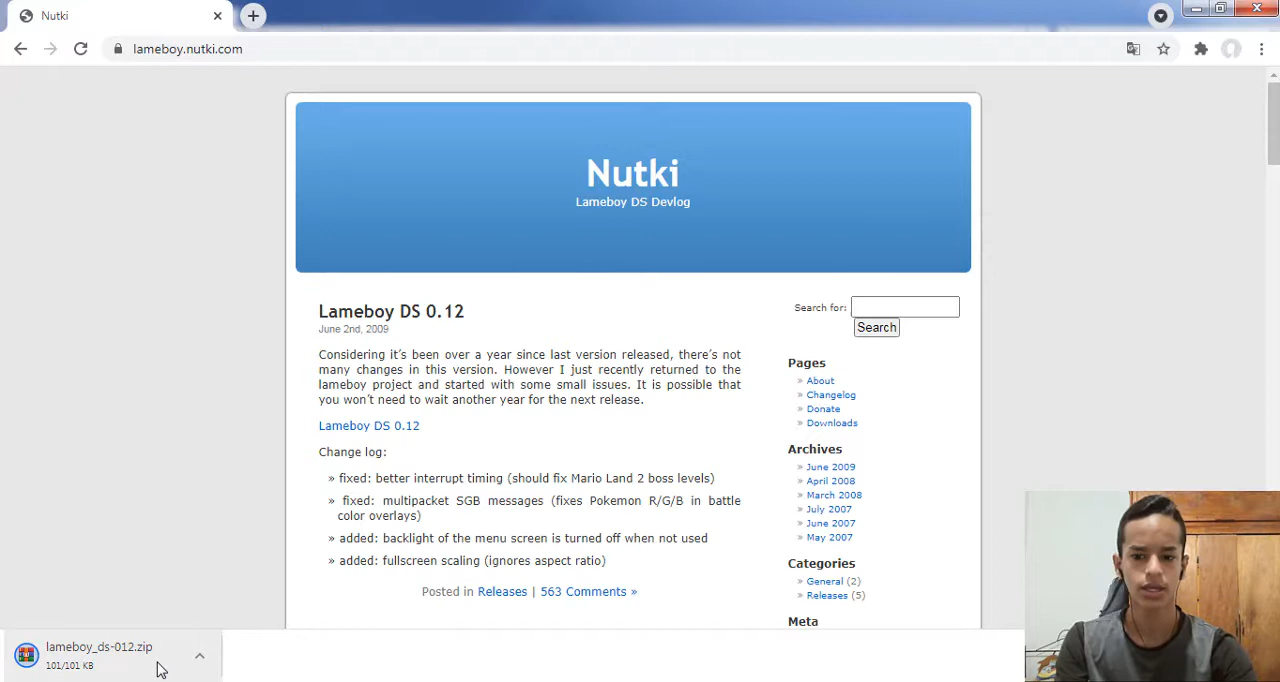 Nutki
lameboy.nutki.com
Nutki
Lameboy DS Devlog
Lameboy DS 0.12
June 2nd, 2009
Considering it's been over a year since last version released, there's not
many changes in this version. However I just recently returned to the
lameboy project and started with some small issues. It is possible that
you won't need to wait another year for the next release.
Lameboy DS 0.12
Change log:
» fixed: better interrupt timing (should fix Mario Land 2 boss levels)
» fixed: multipacket SGB messages (fixes Pokemon R/G/B in battle
color overlays)
» added: backlight of the menu screen is turned off when not used
» added: fullscreen scaling (ignores aspect ratio)
Posted in Releases | 563 Comments »
Search for:
Search
Pages
» About
» Changelog
» Donate
» Downloads
Archives
» June 2009
» April 2008
» March 2008
» July 2007
» June 2007
» May 2007
Categories
» General (2)
» Releases (5)
Meta
lameboy_ds-012.zip
101/101 KB